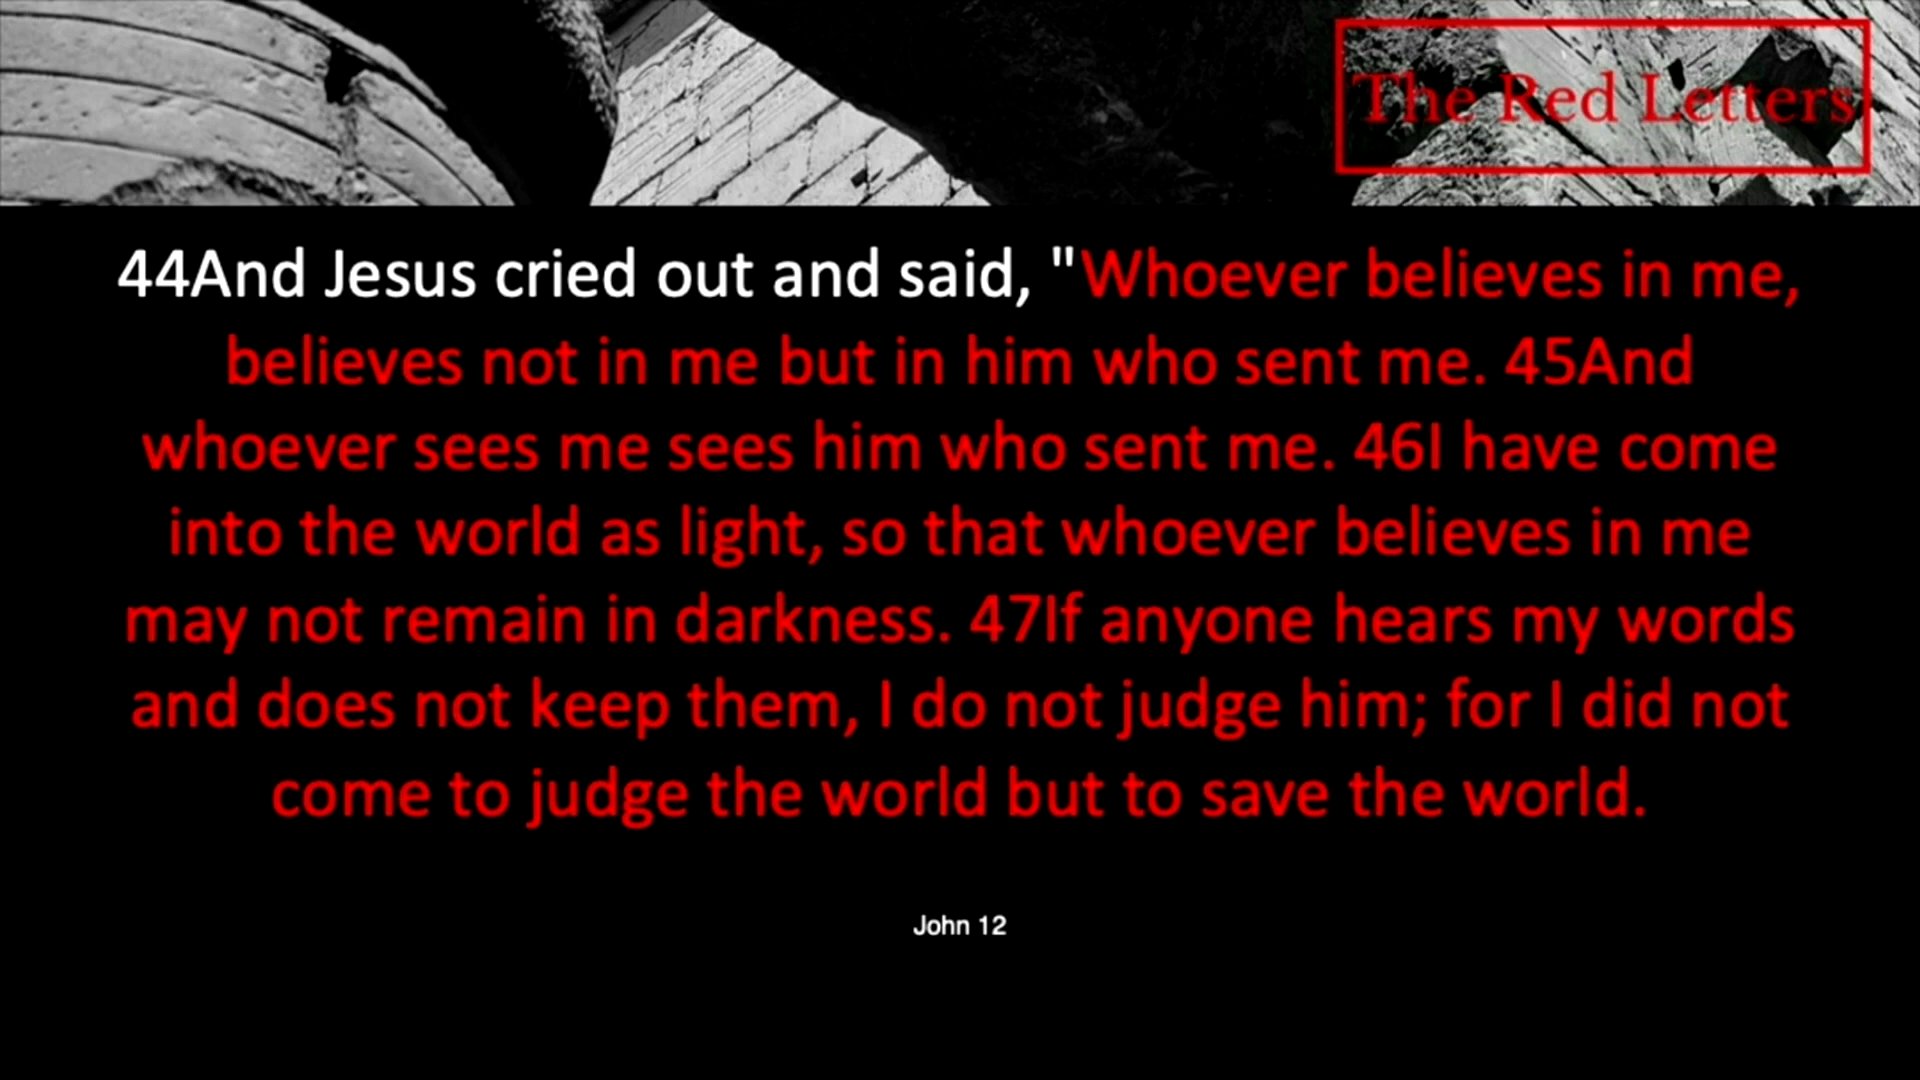 The Red Letters
44And Jesus cried out and said, "Whoever believes in me,
believes not in me but in him who sent me. 45And
whoever sees me sees him who sent me. 46I have come
into the world as light, so that whoever believes in me
may not remain in darkness. 47If anyone hears my words
and does not keep them, I do not judge him; for I did not
come to judge the world but to save the world.
John 12